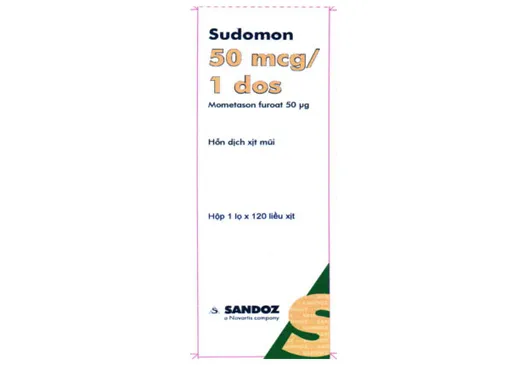 Sudomon
50 mcg/
1 dos
Mometason furoat 50 µg
Hỗn dịch xịt mũi
Hộp 1 lọ x 120 liều xịt
S. SANDOZ
a Novartis company